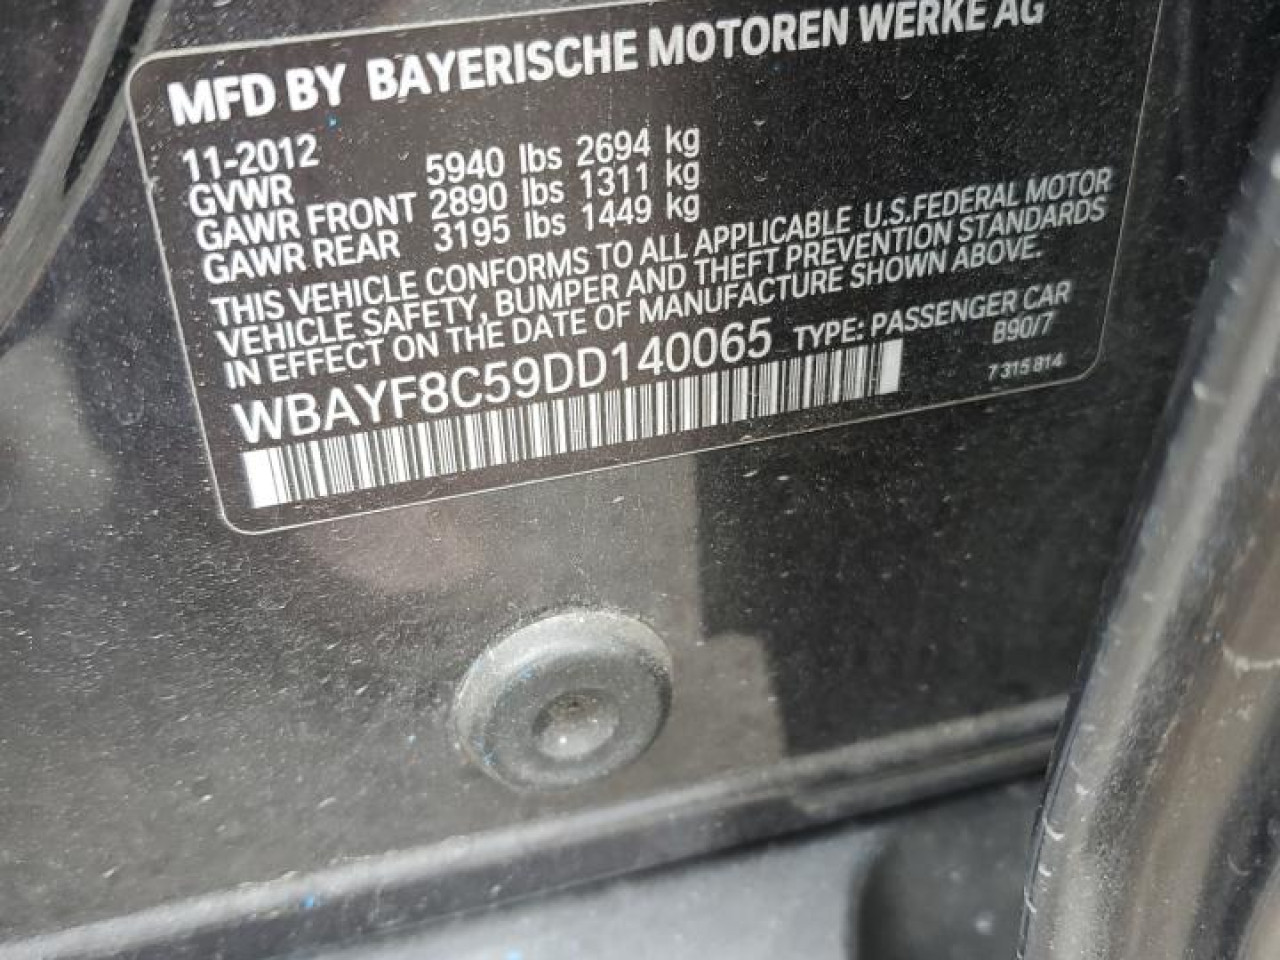 MFD BY BAYERISCHE MOTOREN WERKE AG
11-2012
GVWR 5940 lbs 2694 kg
GAWR FRONT 2890 lbs 1311 kg
GAWR REAR 3195 lbs 1449 kg
THIS VEHICLE CONFORMS TO ALL APPLICABLE U.S.FEDERAL MOTOR
VEHICLE SAFETY, BUMPER AND THEFT PREVENTION STANDARDS
IN EFFECT ON THE DATE OF MANUFACTURE SHOWN ABOVE.
WBAYF8C59DD140065 TYPE: PASSENGER CAR
B90/7
7 315 814